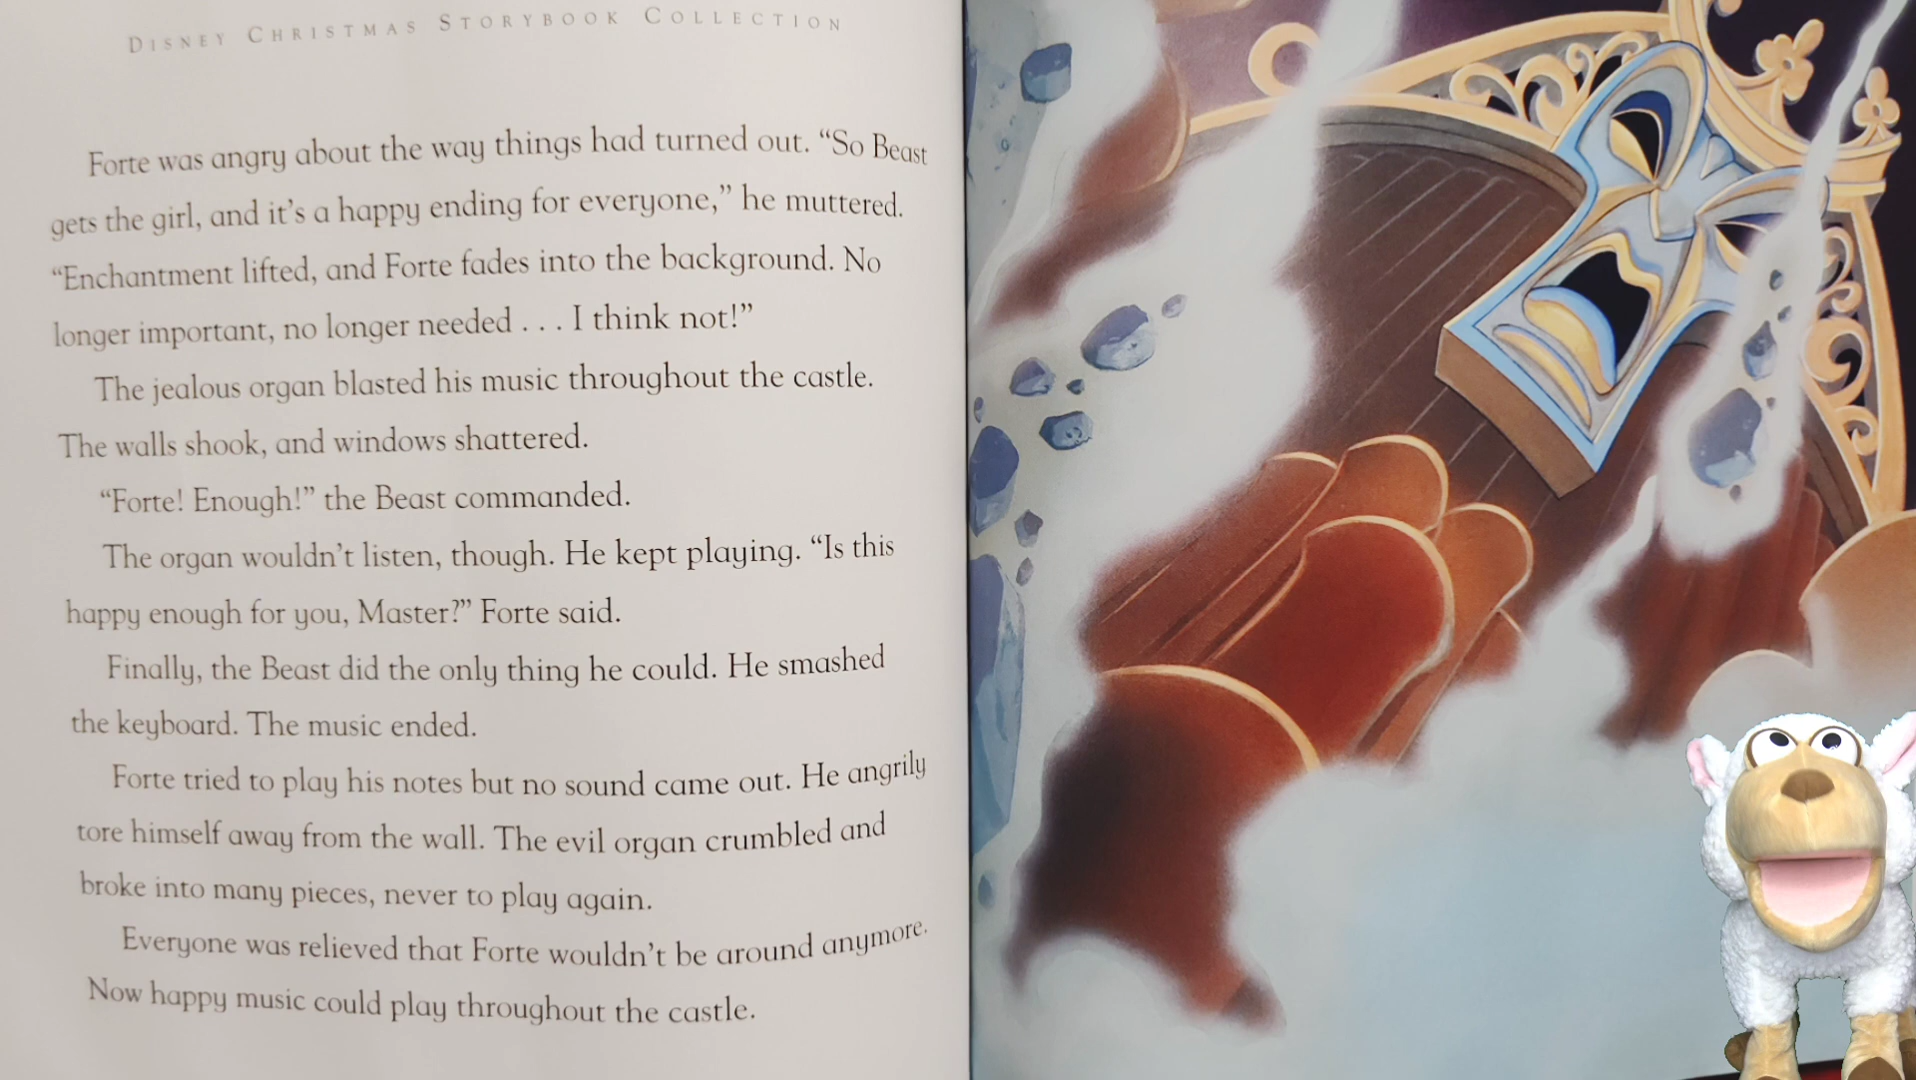 DISNEY CHRISTMAS STORYBOOK COLLECTION
Forte was angry about the way things had turned out. “So Beast
gets the girl, and it’s a happy ending for everyone,” he muttered.
“Enchantment lifted, and Forte fades into the background. No
longer important, no longer needed . . . I think not!”
The jealous organ blasted his music throughout the castle.
The walls shook, and windows shattered.
“Forte! Enough!” the Beast commanded.
The organ wouldn’t listen, though. He kept playing. “Is this
happy enough for you, Master?” Forte said.
Finally, the Beast did the only thing he could. He smashed
the keyboard. The music ended.
Forte tried to play his notes but no sound came out. He angrily
tore himself away from the wall. The evil organ crumbled and
broke into many pieces, never to play again.
Everyone was relieved that Forte wouldn’t be around anymore.
Now happy music could play throughout the castle.